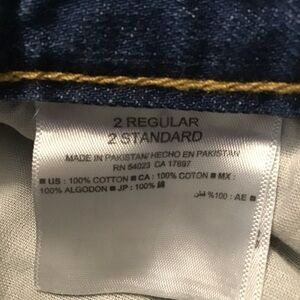 2 REGULAR
2 STANDARD
MADE IN PAKISTAN/ HECHO EN PAKISTAN
RN 54023 CA 17897
■ US : 100% COTTON ■ CA : 100% COTON ■ MX :
100% ALGODON ■ JP : 100% 綿
■ AE : %100 قطن